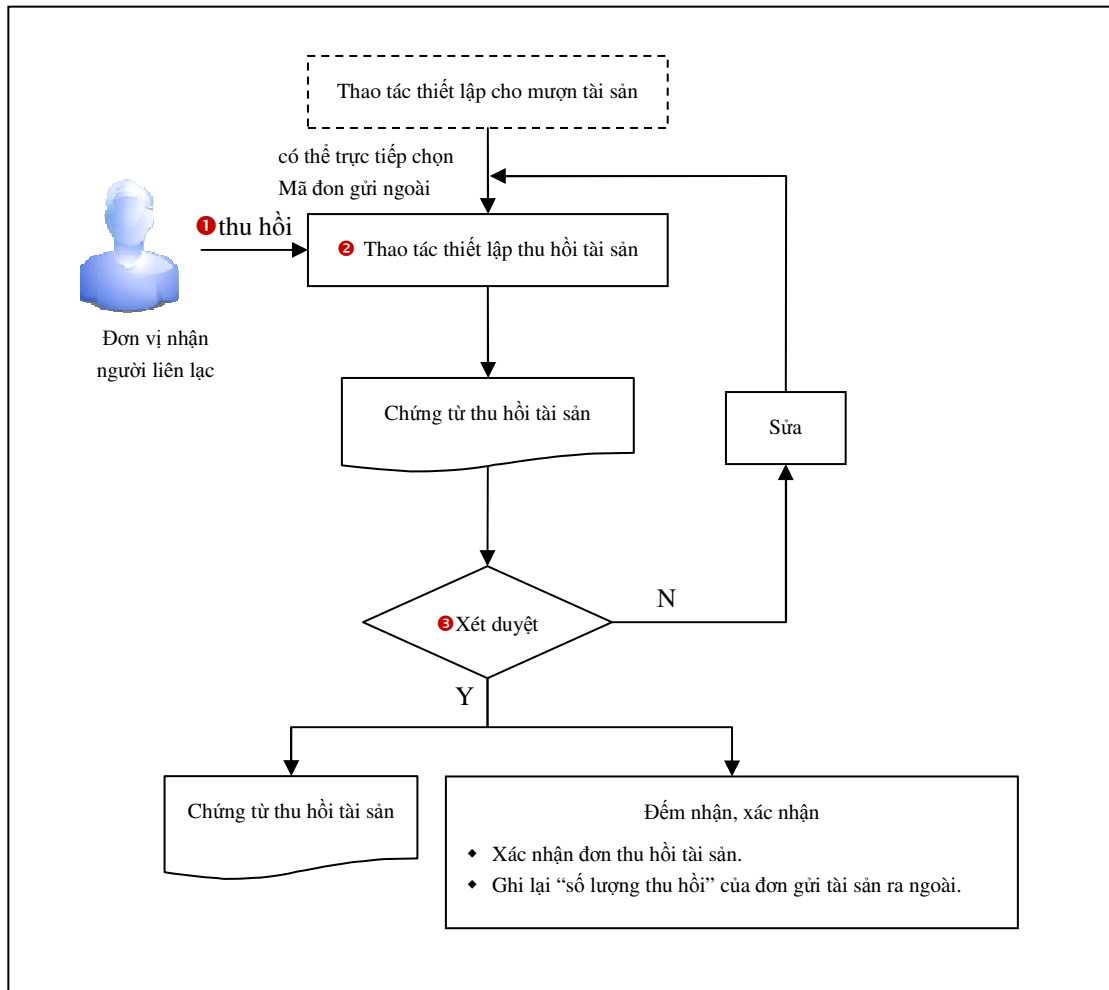 Thao tác thiết lập cho mượn tài sản
có thể trực tiếp chọn
Mã đon gửi ngoài
❶thu hồi
❷ Thao tác thiết lập thu hồi tài sản
Đơn vị nhận
người liên lạc
Chứng từ thu hồi tài sản
Sửa
❸Xét duyệt
N
Y
Chứng từ thu hồi tài sản
Đếm nhận, xác nhận
◆ Xác nhận đơn thu hồi tài sản.
◆ Ghi lại “số lượng thu hồi” của đơn gửi tài sản ra ngoài.